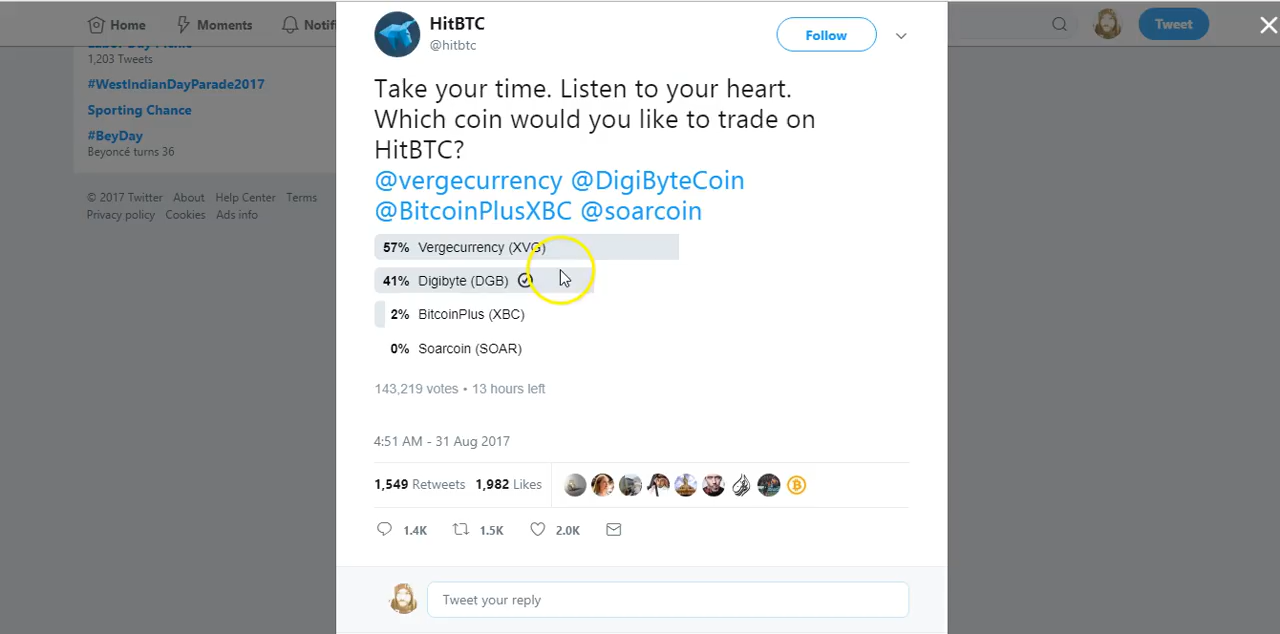 Home
Moments
Notifi
Tweet
Labor Day Picnic
1,203 Tweets
#WestIndianDayParade2017
Sporting Chance
#BeyDay
Beyoncé turns 36
© 2017 Twitter About Help Center Terms
Privacy policy Cookies Ads info
HitBTC
@hitbtc
Follow
Take your time. Listen to your heart.
Which coin would you like to trade on
HitBTC?
@vergecurrency @DigiByteCoin
@BitcoinPlusXBC @soarcoin
57% Vergecurrency (XVG)
41% Digibyte (DGB)
2% BitcoinPlus (XBC)
0% Soarcoin (SOAR)
143,219 votes • 13 hours left
4:51 AM - 31 Aug 2017
1,549 Retweets 1,982 Likes
1.4K 1.5K 2.0K
Tweet your reply